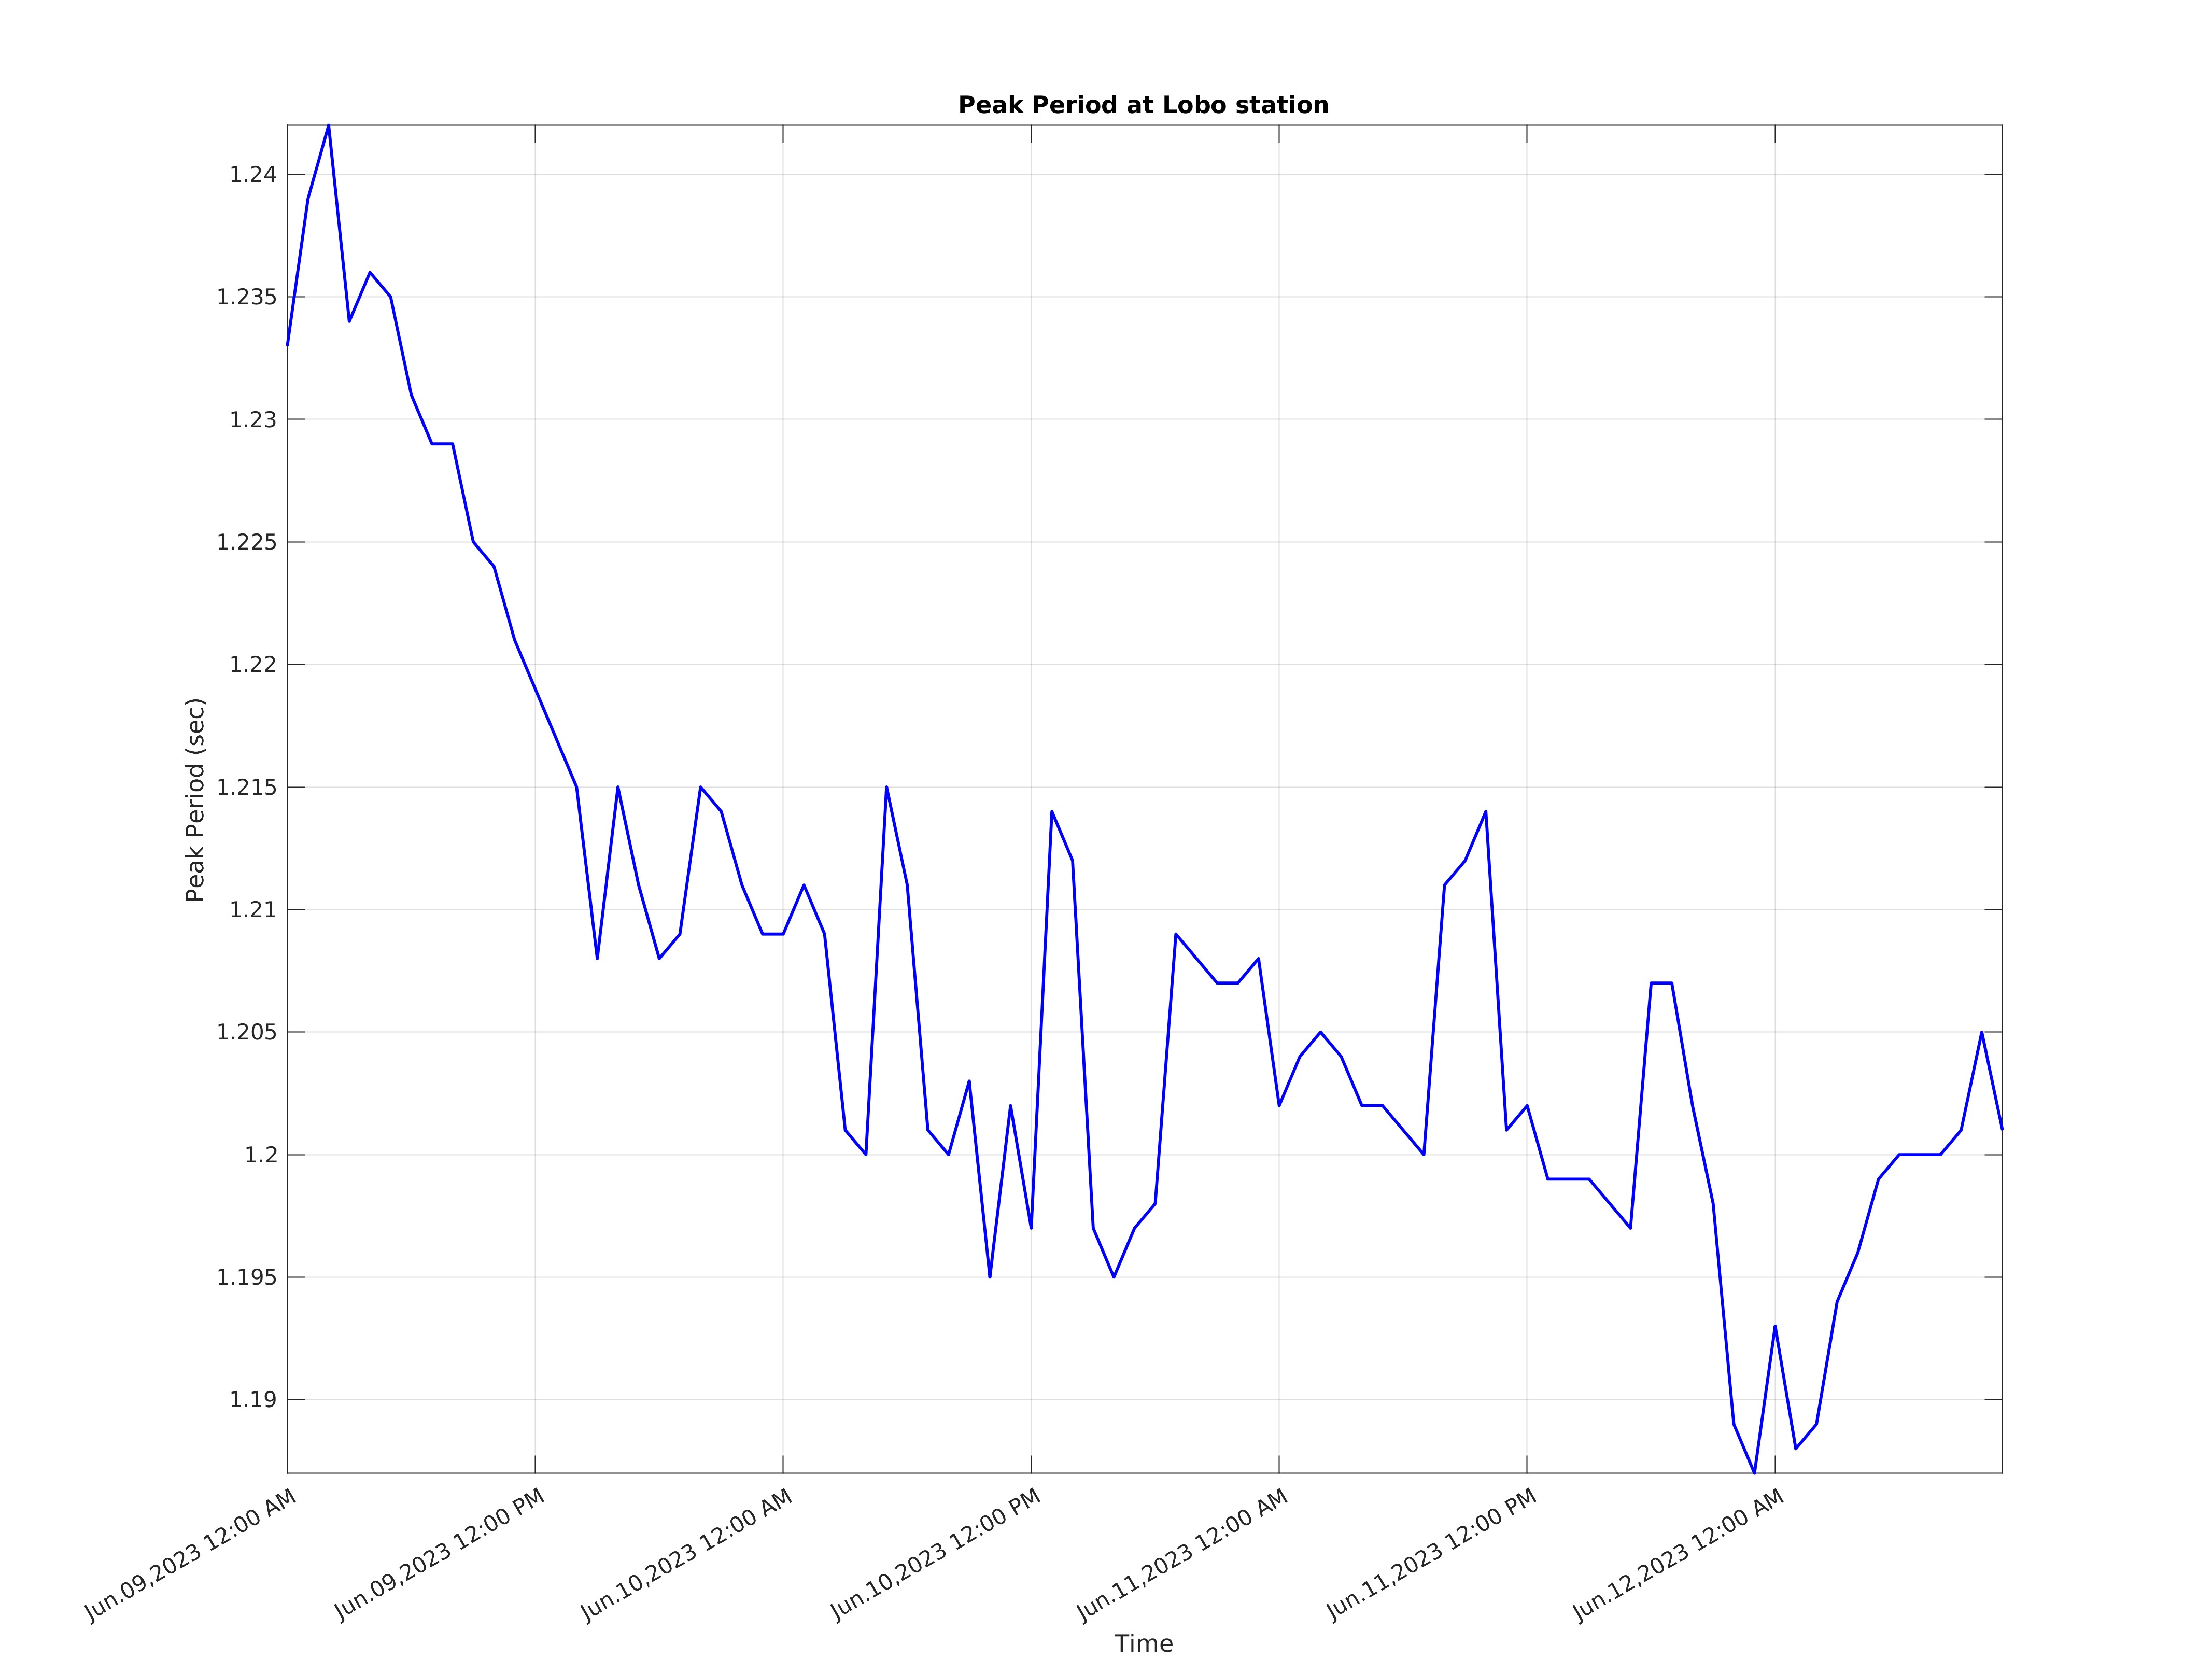 Peak Period at Lobo station
1.24
1.235
1.23
1.225
1.22
1.215
1.21
1.205
1.2
1.195
1.19
Peak Period (sec)
Jun.09,2023 12:00 AM
Jun.09,2023 12:00 PM
Jun.10,2023 12:00 AM
Jun.10,2023 12:00 PM
Jun.11,2023 12:00 AM
Jun.11,2023 12:00 PM
Jun.12,2023 12:00 AM
Time